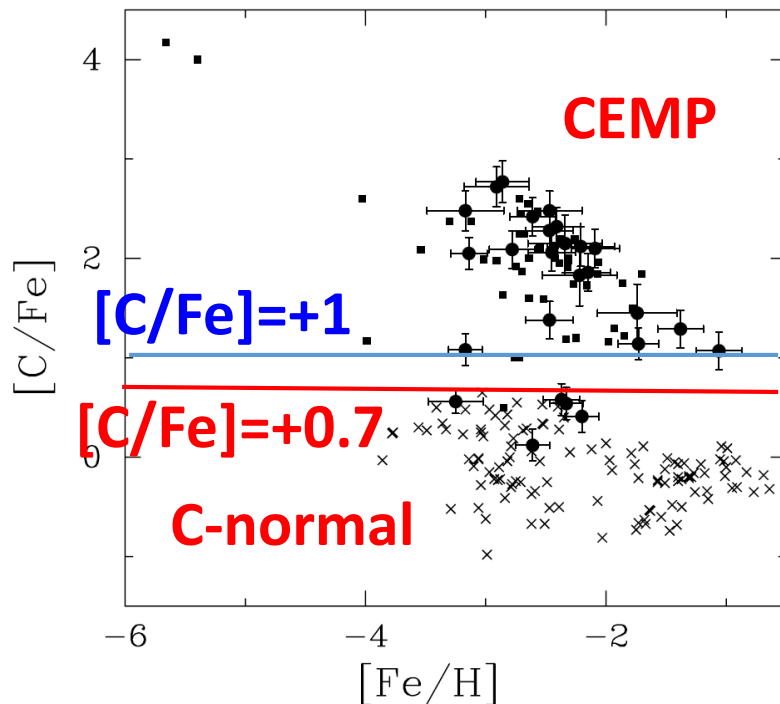 4
CEMP
2
[C/Fe]
[C/Fe]=+1
[C/Fe]=+0.7
0
C-normal
−6
−4
−2
[Fe/H]